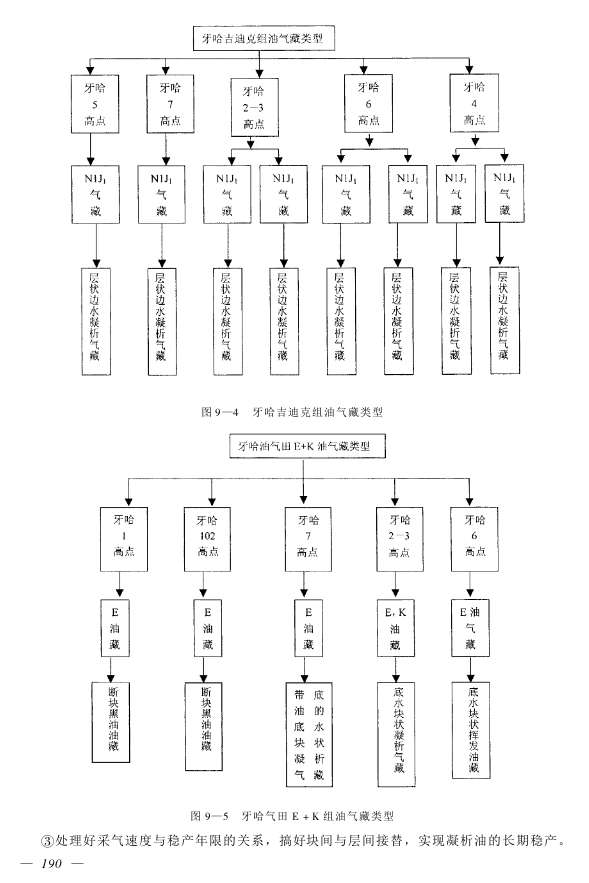 牙哈吉迪克组油气藏类型
牙哈 5 高点
牙哈 7 高点
牙哈 2—3 高点
牙哈 6 高点
牙哈 4 高点
N1J₁ 气藏
N1J₁ 气藏
N1J₁ 气藏
N1J₁ 气藏
N1J₁ 气藏
N1J₁ 气藏
N1J₁ 气藏
N1J₁ 气藏
层状边水凝析气藏
层状边水凝析气藏
层状边水凝析气藏
层状边水凝析气藏
层状边水凝析气藏
层状边水凝析气藏
层状边水凝析气藏
层状边水凝析气藏
图 9—4 牙哈吉迪克组油气藏类型
牙哈油气田 E+K 油气藏类型
牙哈 1 高点
牙哈 102 高点
牙哈 7 高点
牙哈 2—3 高点
牙哈 6 高点
E 油藏
E 油藏
E 油藏
E,K 油藏
E 油气藏
断块黑油油藏
断块黑油油藏
带底油的底水块状凝析气藏
底水块状凝析气藏
底水块状挥发油藏
图 9—5 牙哈气田 E + K 组油气藏类型
③处理好采气速度与稳产年限的关系，搞好块间与层间接替，实现凝析油的长期稳产。
— 190 —